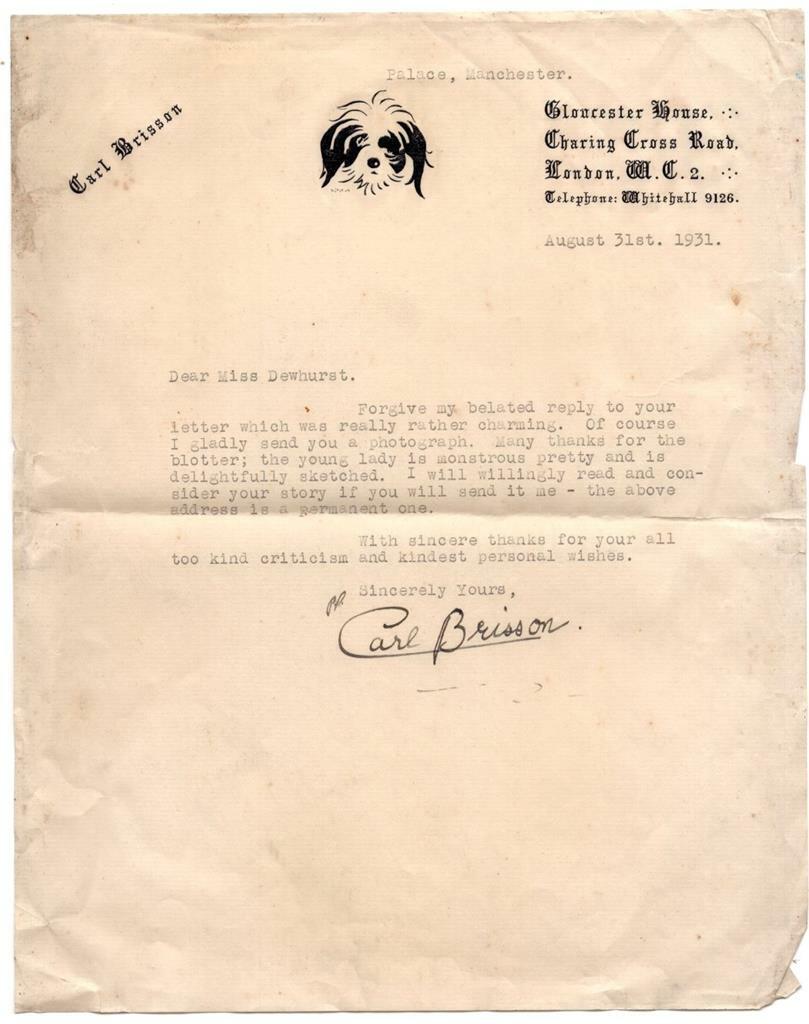 Palace, Manchester.
Carl Brisson
Gloucester House, ·:·
Charing Cross Road,
London, W.C.2. ·:·
Telephone: Whitehall 9126.
August 31st. 1931.
Dear Miss Dewhurst.
Forgive my belated reply to your
letter which was really rather charming. Of course
I gladly send you a photograph. Many thanks for the
blotter; the young lady is monstrous pretty and is
delightfully sketched. I will willingly read and con-
sider your story if you will send it me - the above
address is a permanent one.
With sincere thanks for your all
too kind criticism and kindest personal wishes.
Sincerely Yours,
pp. Carl Brisson.